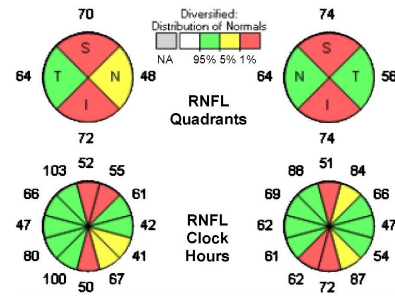 70
Diversified:
Distribution of Normals
74
NA 95% 5% 1%
S
64 T N 48
I
72
RNFL
Quadrants
S
64 N T 56
I
74
52
103 55
66 61
47 42
80 41
100 67
50
RNFL
Clock
Hours
51
88 84
69 66
62 47
61 54
62 87
72